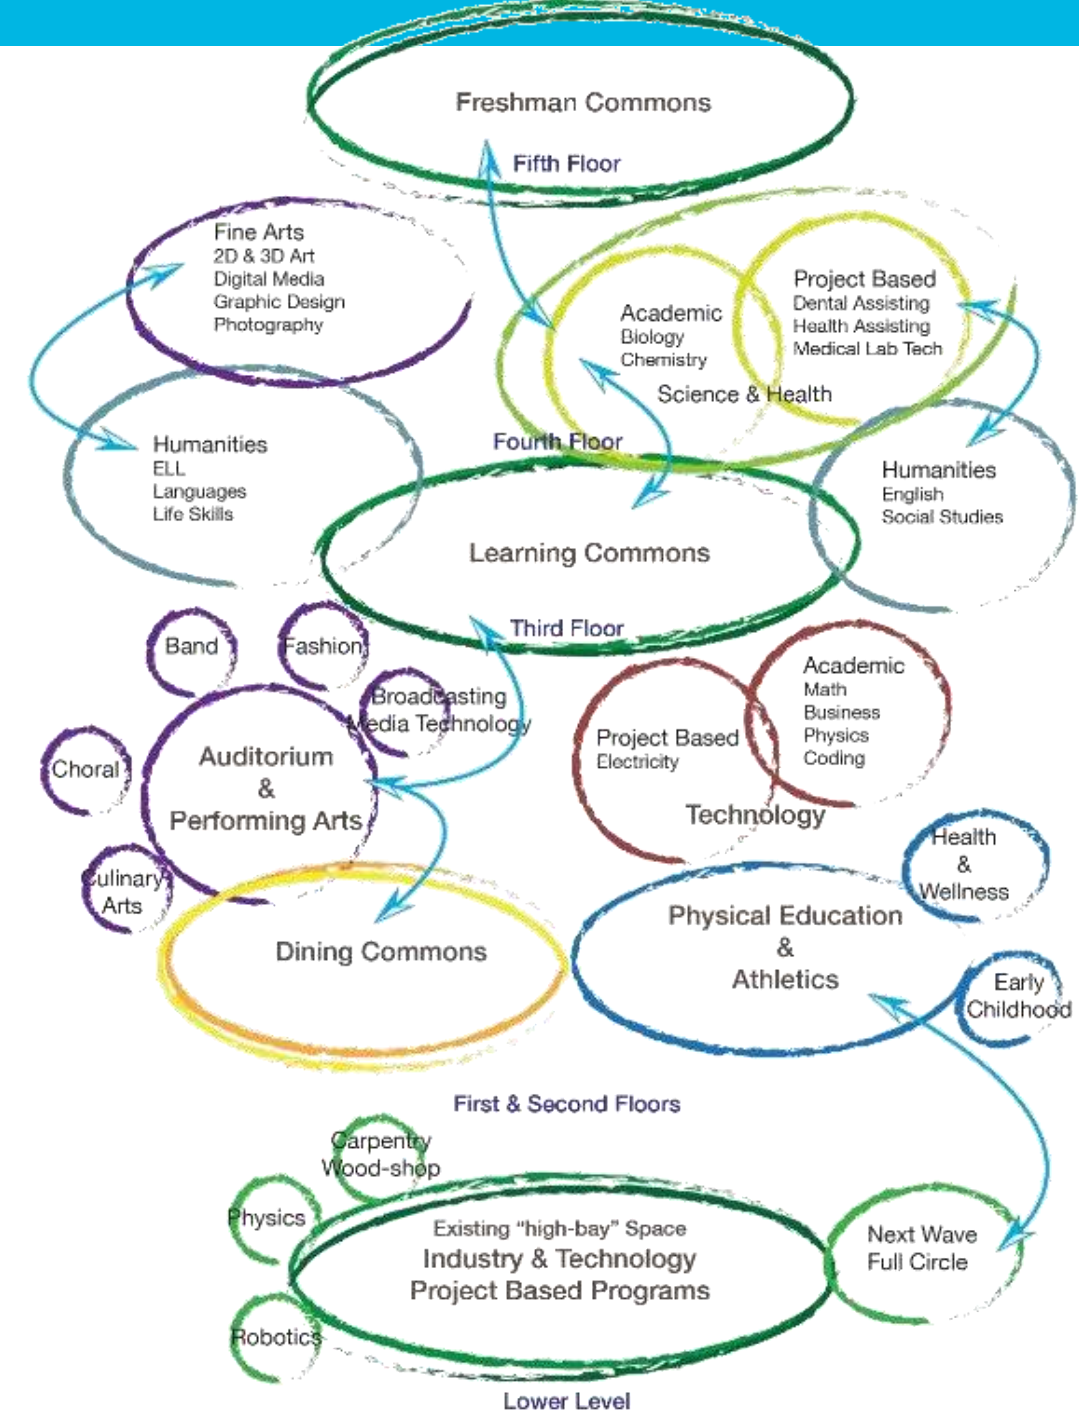 Freshman Commons
Fifth Floor
Fine Arts
2D & 3D Art
Digital Media
Graphic Design
Photography
Academic
Biology
Chemistry
Project Based
Dental Assisting
Health Assisting
Medical Lab Tech
Science & Health
Fourth Floor
Humanities
ELL
Languages
Life Skills
Humanities
English
Social Studies
Learning Commons
Third Floor
Band
Fashion
Broadcasting
Media Technology
Choral
Auditorium
&
Performing Arts
Culinary
Arts
Project Based
Electricity
Academic
Math
Business
Physics
Coding
Technology
Dining Commons
Physical Education
&
Athletics
Health
&
Wellness
Early
Childhood
First & Second Floors
Carpentry
Wood-shop
Physics
Robotics
Existing “high-bay” Space
Industry & Technology
Project Based Programs
Next Wave
Full Circle
Lower Level